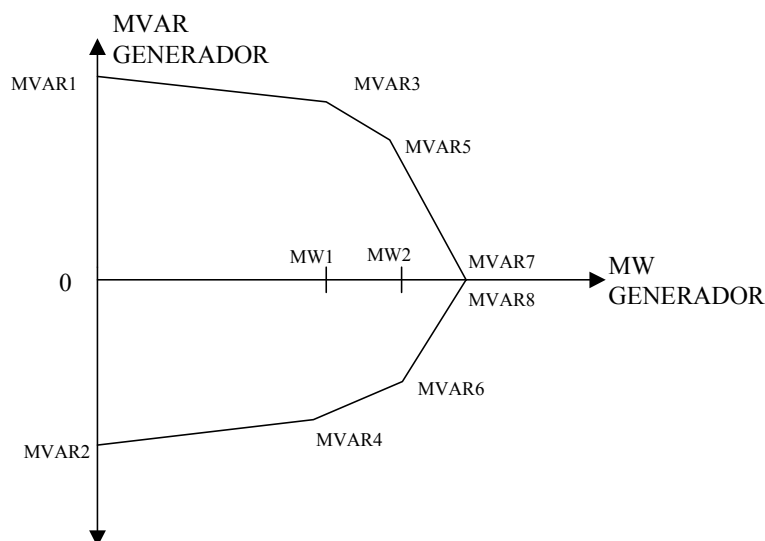 MVAR
GENERADOR
MVAR1
MVAR3
MVAR5
MW1
MW2
MVAR7
MW
0
MVAR8
GENERADOR
MVAR6
MVAR4
MVAR2